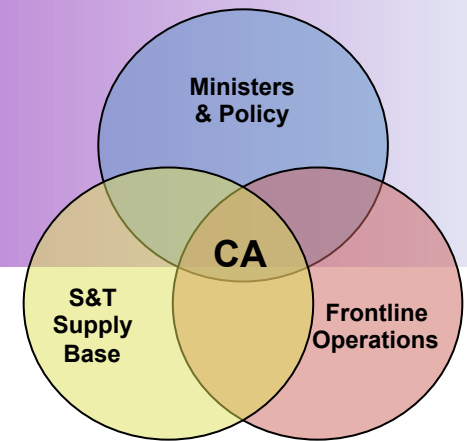 Ministers
& Policy
CA
S&T
Supply
Base
Frontline
Operations